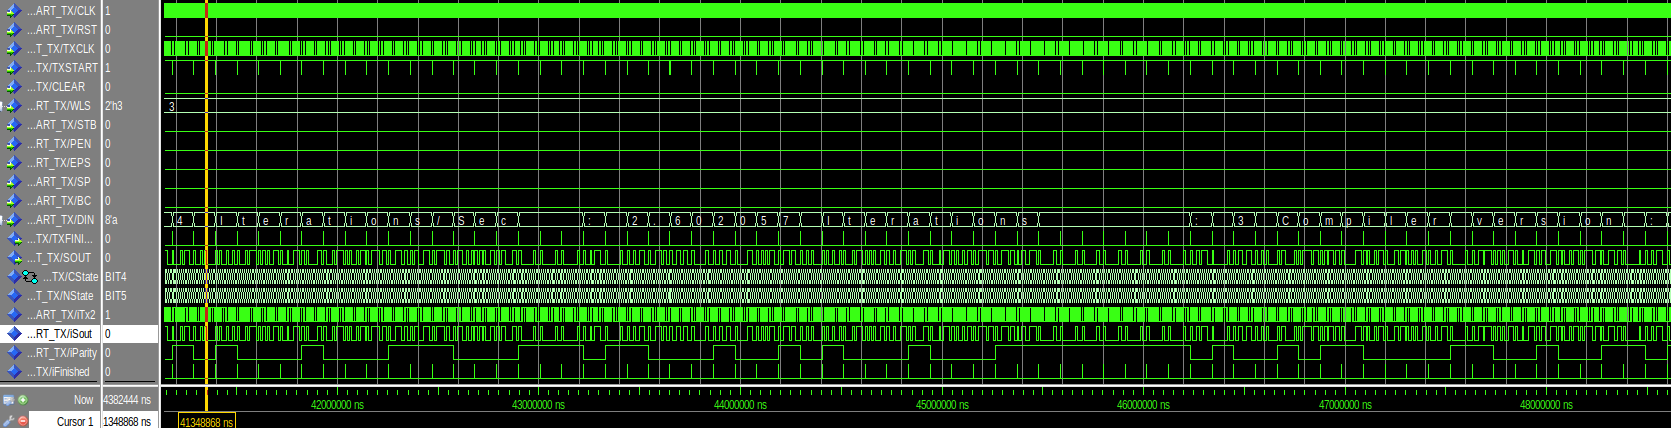 ...ART_TX/CLK 1
...ART_TX/RST 0
...T_TX/TXCLK 0
...TX/TXSTART 1
...TX/CLEAR 0
...RT_TX/WLS 2'h3 3
...ART_TX/STB 0
...RT_TX/PEN 0
...RT_TX/EPS 0
...ART_TX/SP 0
...ART_TX/BC 0
...ART_TX/DIN 8'a 4 I t e r a t i o n s / S e c : 2 . 6 0 2 0 5 7 I t e r a t i o n s : 3 C o m p i l e r v e r s i o n :
...TX/TXFINI... 0
...T_TX/SOUT 0
...TX/CState BIT4
...T_TX/NState BIT5
...ART_TX/iTx2 1
...RT_TX/iSout 0
...RT_TX/iParity 0
...TX/iFinished 0
Now 4382444 ns 42000000 ns 43000000 ns 44000000 ns 45000000 ns 46000000 ns 47000000 ns 48000000 ns
Cursor 1 1348868 ns 41348868 ns